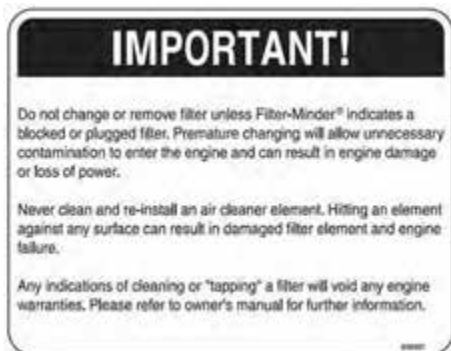 IMPORTANT!
Do not change or remove filter unless Filter-Minder® indicates a
blocked or plugged filter. Premature changing will allow unnecessary
contamination to enter the engine and can result in engine damage
or loss of power.
Never clean and re-install an air cleaner element. Hitting an element
against any surface can result in damaged filter element and engine
failure.
Any indications of cleaning or "tapping" a filter will void any engine
warranties. Please refer to owner's manual for further information.